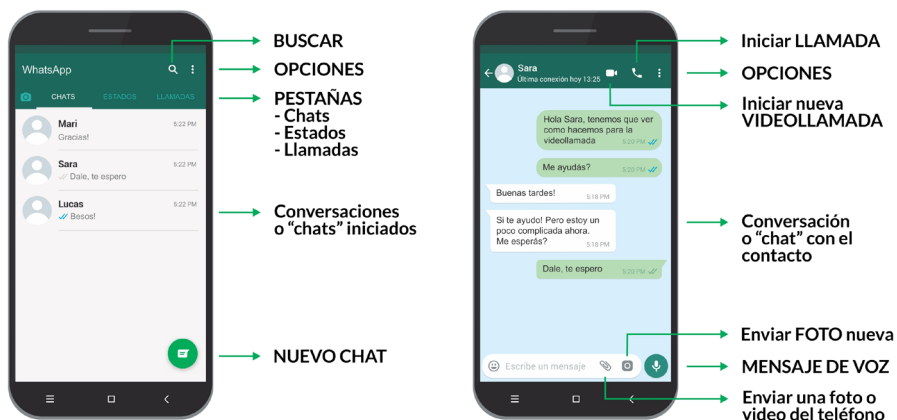 WhatsApp
CHATS ESTADOS LLAMADAS
Mari 5:22 PM
Gracias!
Sara 5:22 PM
Dale, te espero
Lucas 5:22 PM
Besos!
BUSCAR
OPCIONES
PESTAÑAS
- Chats
- Estados
- Llamadas
Conversaciones
o “chats” iniciados
NUEVO CHAT
Sara
Última conexión hoy 13:25
Hola Sara, tenemos que ver
como hacemos para la
videollamada 5:20 PM
Me ayudás? 5:20 PM
Buenas tardes! 5:18 PM
Si te ayudo! Pero estoy un
poco complicada ahora.
Me esperás? 5:18 PM
Dale, te espero 5:20 PM
Escribe un mensaje
Iniciar LLAMADA
OPCIONES
Iniciar nueva
VIDEOLLAMADA
Conversación
o “chat” con el
contacto
Enviar FOTO nueva
MENSAJE DE VOZ
Enviar una foto o
video del teléfono